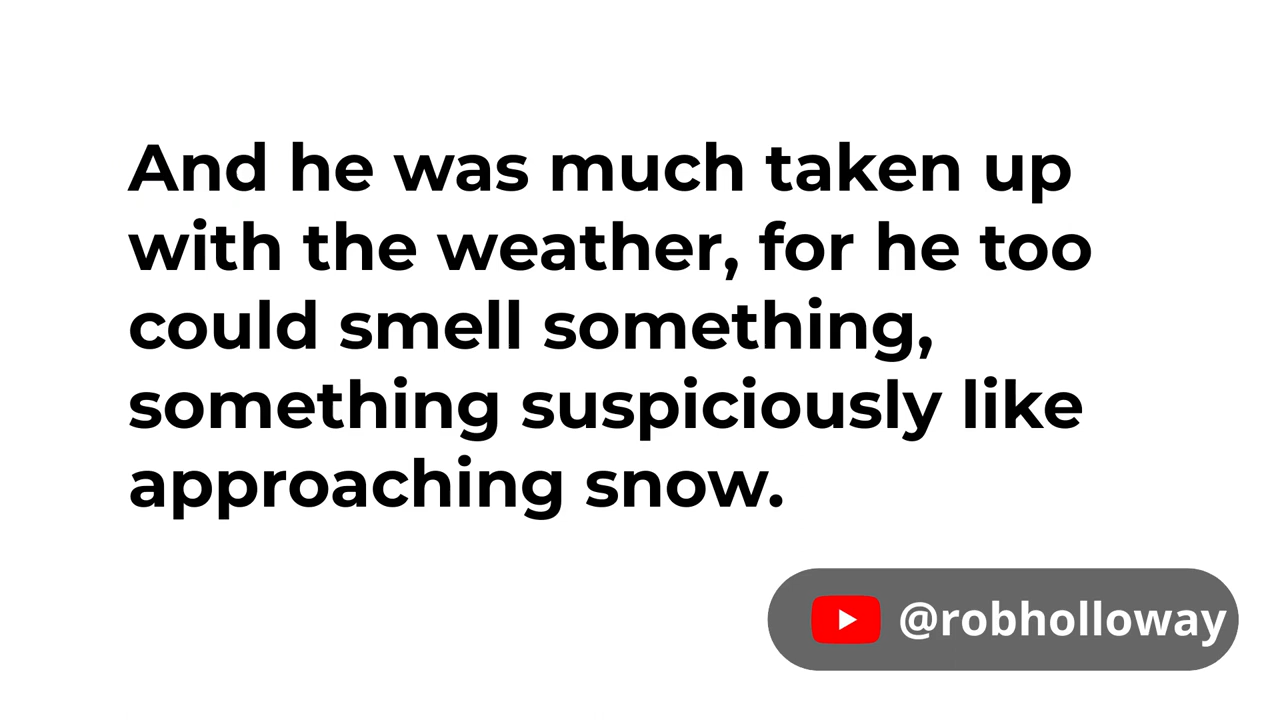 And he was much taken up
with the weather, for he too
could smell something,
something suspiciously like
approaching snow.
@robholloway